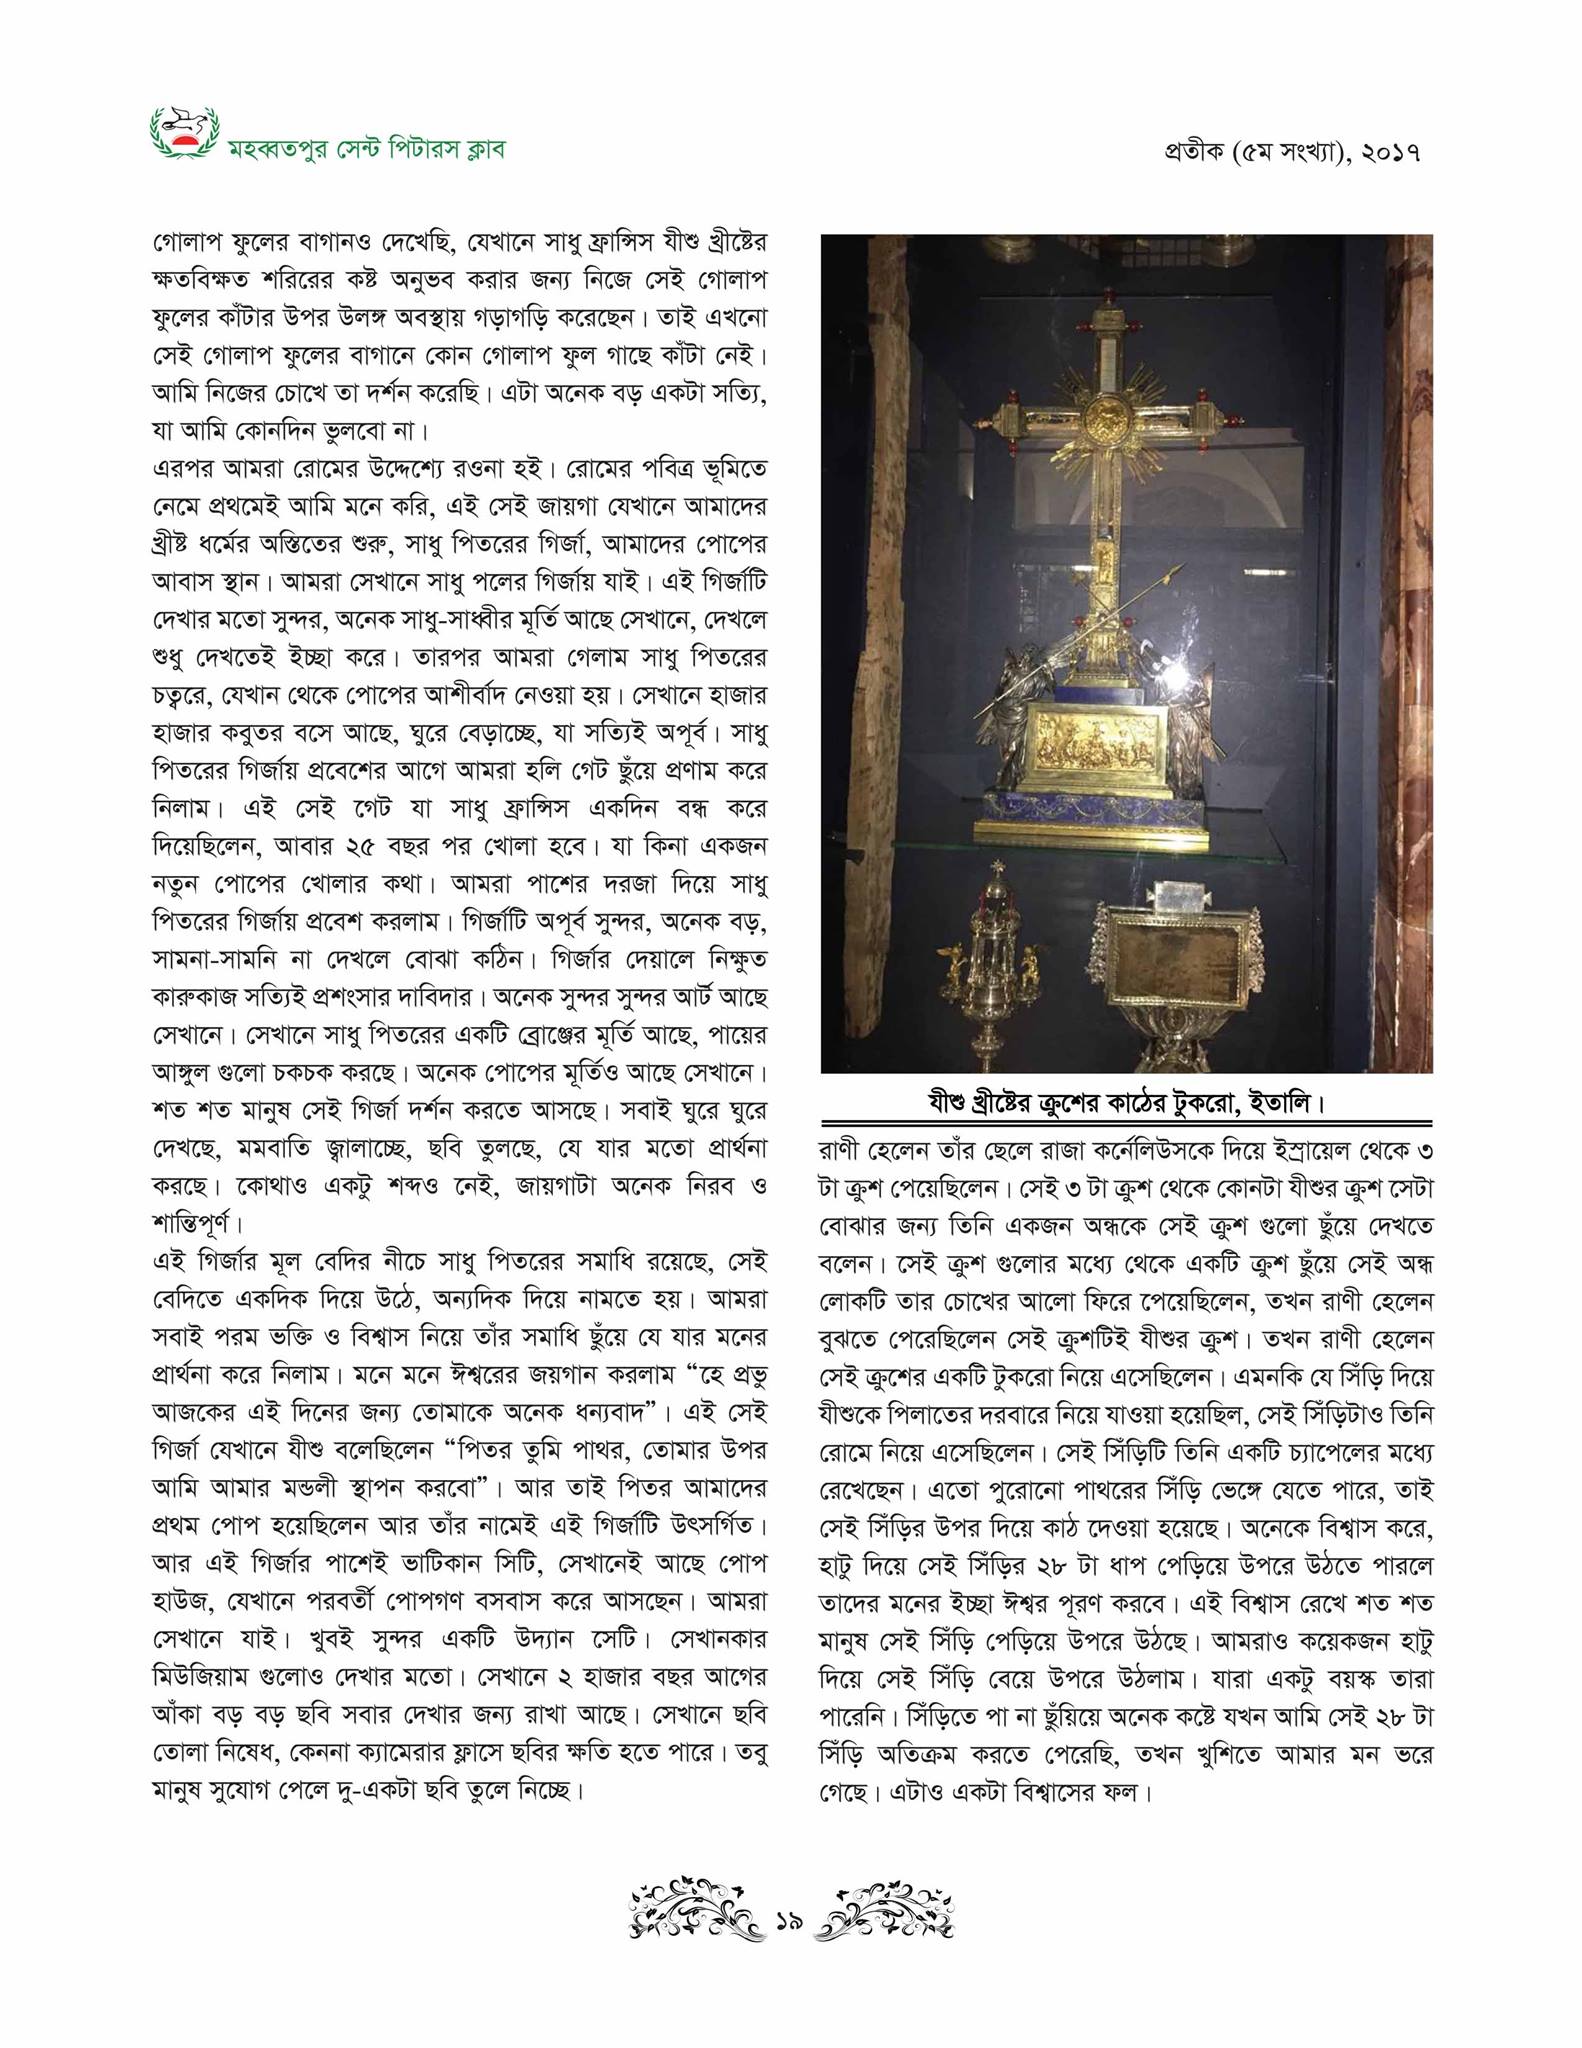 মহব্বতপুর সেন্ট পিটারস ক্লাব
প্রতীক (৫ম সংখ্যা), ২০১৭
গোলাপ ফুলের বাগানও দেখেছি, যেখানে সাধু ফ্রান্সিস যীশু খ্রীষ্টের
ক্ষতবিক্ষত শরিরের কষ্ট অনুভব করার জন্য নিজে সেই গোলাপ
ফুলের কাঁটার উপর উলঙ্গ অবস্থায় গড়াগড়ি করেছেন। তাই এখনো
সেই গোলাপ ফুলের বাগানে কোন গোলাপ ফুল গাছে কাঁটা নেই।
আমি নিজের চোখে তা দর্শন করেছি। এটা অনেক বড় একটা সত্যি,
যা আমি কোনদিন ভুলবো না।
এরপর আমরা রোমের উদ্দেশ্যে রওনা হই। রোমের পবিত্র ভূমিতে
নেমে প্রথমেই আমি মনে করি, এই সেই জায়গা যেখানে আমাদের
খ্রীষ্ট ধর্মের অস্তিতের শুরু, সাধু পিতরের গির্জা, আমাদের পোপের
আবাস স্থান। আমরা সেখানে সাধু পলের গির্জায় যাই। এই গির্জাটি
দেখার মতো সুন্দর, অনেক সাধু-সাধ্বীর মূর্তি আছে সেখানে, দেখলে
শুধু দেখতেই ইচ্ছা করে। তারপর আমরা গেলাম সাধু পিতরের
চত্বরে, যেখান থেকে পোপের আশীর্বাদ নেওয়া হয়। সেখানে হাজার
হাজার কবুতর বসে আছে, ঘুরে বেড়াচ্ছে, যা সত্যিই অপূর্ব। সাধু
পিতরের গির্জায় প্রবেশের আগে আমরা হলি গেট ছুঁয়ে প্রণাম করে
নিলাম। এই সেই গেট যা সাধু ফ্রান্সিস একদিন বন্ধ করে
দিয়েছিলেন, আবার ২৫ বছর পর খোলা হবে। যা কিনা একজন
নতুন পোপের খোলার কথা। আমরা পাশের দরজা দিয়ে সাধু
পিতরের গির্জায় প্রবেশ করলাম। গির্জাটি অপূর্ব সুন্দর, অনেক বড়,
সামনা-সামনি না দেখলে বোঝা কঠিন। গির্জার দেয়ালে নিক্ষুত
কারুকাজ সত্যিই প্রশংসার দাবিদার। অনেক সুন্দর সুন্দর আর্ট আছে
সেখানে। সেখানে সাধু পিতরের একটি ব্রোঞ্জের মূর্তি আছে, পায়ের
আঙ্গুল গুলো চকচক করছে। অনেক পোপের মূর্তিও আছে সেখানে।
শত শত মানুষ সেই গির্জা দর্শন করতে আসছে। সবাই ঘুরে ঘুরে
দেখছে, মমবাতি জ্বালাচ্ছে, ছবি তুলছে, যে যার মতো প্রার্থনা
করছে। কোথাও একটু শব্দও নেই, জায়গাটা অনেক নিরব ও
শান্তিপূর্ণ।
এই গির্জার মূল বেদির নীচে সাধু পিতরের সমাধি রয়েছে, সেই
বেদিতে একদিক দিয়ে উঠে, অন্যদিক দিয়ে নামতে হয়। আমরা
সবাই পরম ভক্তি ও বিশ্বাস নিয়ে তাঁর সমাধি ছুঁয়ে যে যার মনের
প্রার্থনা করে নিলাম। মনে মনে ঈশ্বরের জয়গান করলাম “হে প্রভু
আজকের এই দিনের জন্য তোমাকে অনেক ধন্যবাদ”। এই সেই
গির্জা যেখানে যীশু বলেছিলেন “পিতর তুমি পাথর, তোমার উপর
আমি আমার মন্ডলী স্থাপন করবো”। আর তাই পিতর আমাদের
প্রথম পোপ হয়েছিলেন আর তাঁর নামেই এই গির্জাটি উৎসর্গিত।
আর এই গির্জার পাশেই ভাটিকান সিটি, সেখানেই আছে পোপ
হাউজ, যেখানে পরবর্তী পোপগণ বসবাস করে আসছেন। আমরা
সেখানে যাই। খুবই সুন্দর একটি উদ্যান সেটি। সেখানকার
মিউজিয়াম গুলোও দেখার মতো। সেখানে ২ হাজার বছর আগের
আঁকা বড় বড় ছবি সবার দেখার জন্য রাখা আছে। সেখানে ছবি
তোলা নিষেধ, কেননা ক্যামেরার ফ্লাসে ছবির ক্ষতি হতে পারে। তবু
মানুষ সুযোগ পেলে দু-একটা ছবি তুলে নিচ্ছে।
যীশু খ্রীষ্টের ক্রুশের কাঠের টুকরো, ইতালি।
রাণী হেলেন তাঁর ছেলে রাজা কর্নেলিউসকে দিয়ে ইস্রায়েল থেকে ৩
টা ক্রুশ পেয়েছিলেন। সেই ৩ টা ক্রুশ থেকে কোনটা যীশুর ক্রুশ সেটা
বোঝার জন্য তিনি একজন অন্ধকে সেই ক্রুশ গুলো ছুঁয়ে দেখতে
বলেন। সেই ক্রুশ গুলোর মধ্যে থেকে একটি ক্রুশ ছুঁয়ে সেই অন্ধ
লোকটি তার চোখের আলো ফিরে পেয়েছিলেন, তখন রাণী হেলেন
বুঝতে পেরেছিলেন সেই ক্রুশটিই যীশুর ক্রুশ। তখন রাণী হেলেন
সেই ক্রুশের একটি টুকরো নিয়ে এসেছিলেন। এমনকি যে সিঁড়ি দিয়ে
যীশুকে পিলাতের দরবারে নিয়ে যাওয়া হয়েছিল, সেই সিঁড়িটাও তিনি
রোমে নিয়ে এসেছিলেন। সেই সিঁড়িটি তিনি একটি চ্যাপেলের মধ্যে
রেখেছেন। এতো পুরোনো পাথরের সিঁড়ি ভেঙ্গে যেতে পারে, তাই
সেই সিঁড়ির উপর দিয়ে কাঠ দেওয়া হয়েছে। অনেকে বিশ্বাস করে,
হাটু দিয়ে সেই সিঁড়ির ২৮ টা ধাপ পেড়িয়ে উপরে উঠতে পারলে
তাদের মনের ইচ্ছা ঈশ্বর পূরণ করবে। এই বিশ্বাস রেখে শত শত
মানুষ সেই সিঁড়ি পেড়িয়ে উপরে উঠছে। আমরাও কয়েকজন হাটু
দিয়ে সেই সিঁড়ি বেয়ে উপরে উঠলাম। যারা একটু বয়স্ক তারা
পারেনি। সিঁড়িতে পা না ছুঁয়িয়ে অনেক কষ্টে যখন আমি সেই ২৮ টা
সিঁড়ি অতিক্রম করতে পেরেছি, তখন খুশিতে আমার মন ভরে
গেছে। এটাও একটা বিশ্বাসের ফল।
১৯